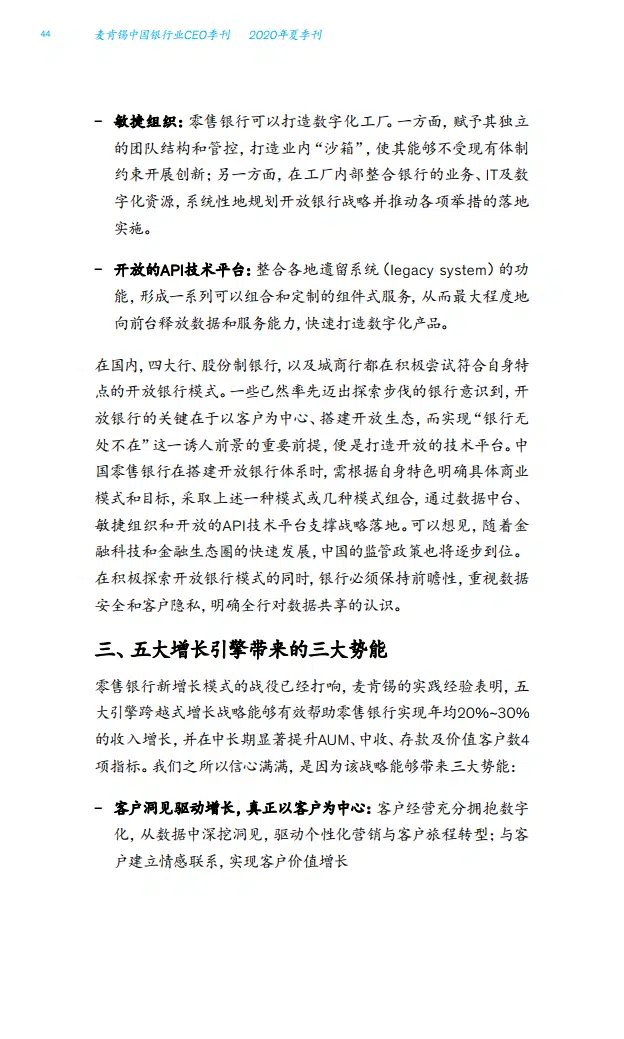 44
麦肯锡中国银行业CEO季刊 2020年夏季刊
– 敏捷组织：零售银行可以打造数字化工厂。一方面，赋予其独立
的团队结构和管控，打造业内“沙箱”，使其能够不受现有体制
约束开展创新；另一方面，在工厂内部整合银行的业务、IT及数
字化资源，系统性地规划开放银行战略并推动各项举措的落地
实施。
– 开放的API技术平台：整合各地遗留系统（legacy system）的功
能，形成一系列可以组合和定制的组件式服务，从而最大程度地
向前台释放数据和服务能力，快速打造数字化产品。
在国内，四大行、股份制银行，以及城商行都在积极尝试符合自身特
点的开放银行模式。一些已然率先迈出探索步伐的银行意识到，开
放银行的关键在于以客户为中心、搭建开放生态，而实现“银行无
处不在”这一诱人前景的重要前提，便是打造开放的技术平台。中
国零售银行在搭建开放银行体系时，需根据自身特色明确具体商业
模式和目标，采取上述一种模式或几种模式组合，通过数据中台、
敏捷组织和开放的API技术平台支撑战略落地。可以想见，随着金
融科技和金融生态圈的快速发展，中国的监管政策也将逐步到位。
在积极探索开放银行模式的同时，银行必须保持前瞻性，重视数据
安全和客户隐私，明确全行对数据共享的认识。
三、五大增长引擎带来的三大势能
零售银行新增长模式的战役已经打响，麦肯锡的实践经验表明，五
大引擎跨越式增长战略能够有效帮助零售银行实现年均20%~30%
的收入增长，并在中长期显著提升AUM、中收、存款及价值客户数4
项指标。我们之所以信心满满，是因为该战略能够带来三大势能：
– 客户洞见驱动增长，真正以客户为中心：客户经营充分拥抱数字
化，从数据中深挖洞见，驱动个性化营销与客户旅程转型；与客
户建立情感联系，实现客户价值增长